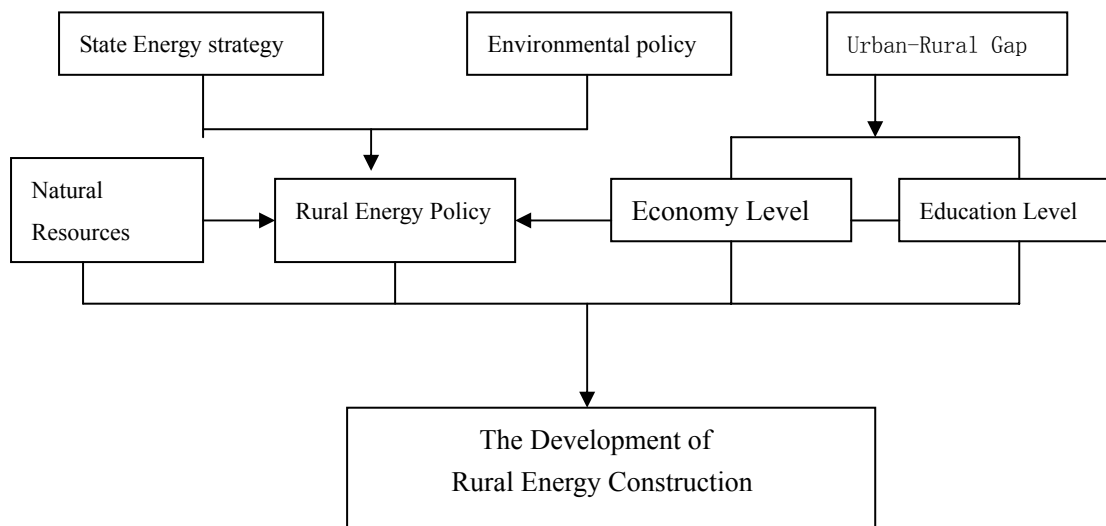 State Energy strategy
Environmental policy
Urban-Rural Gap
Natural
Resources
Rural Energy Policy
Economy Level
Education Level
The Development of
Rural Energy Construction